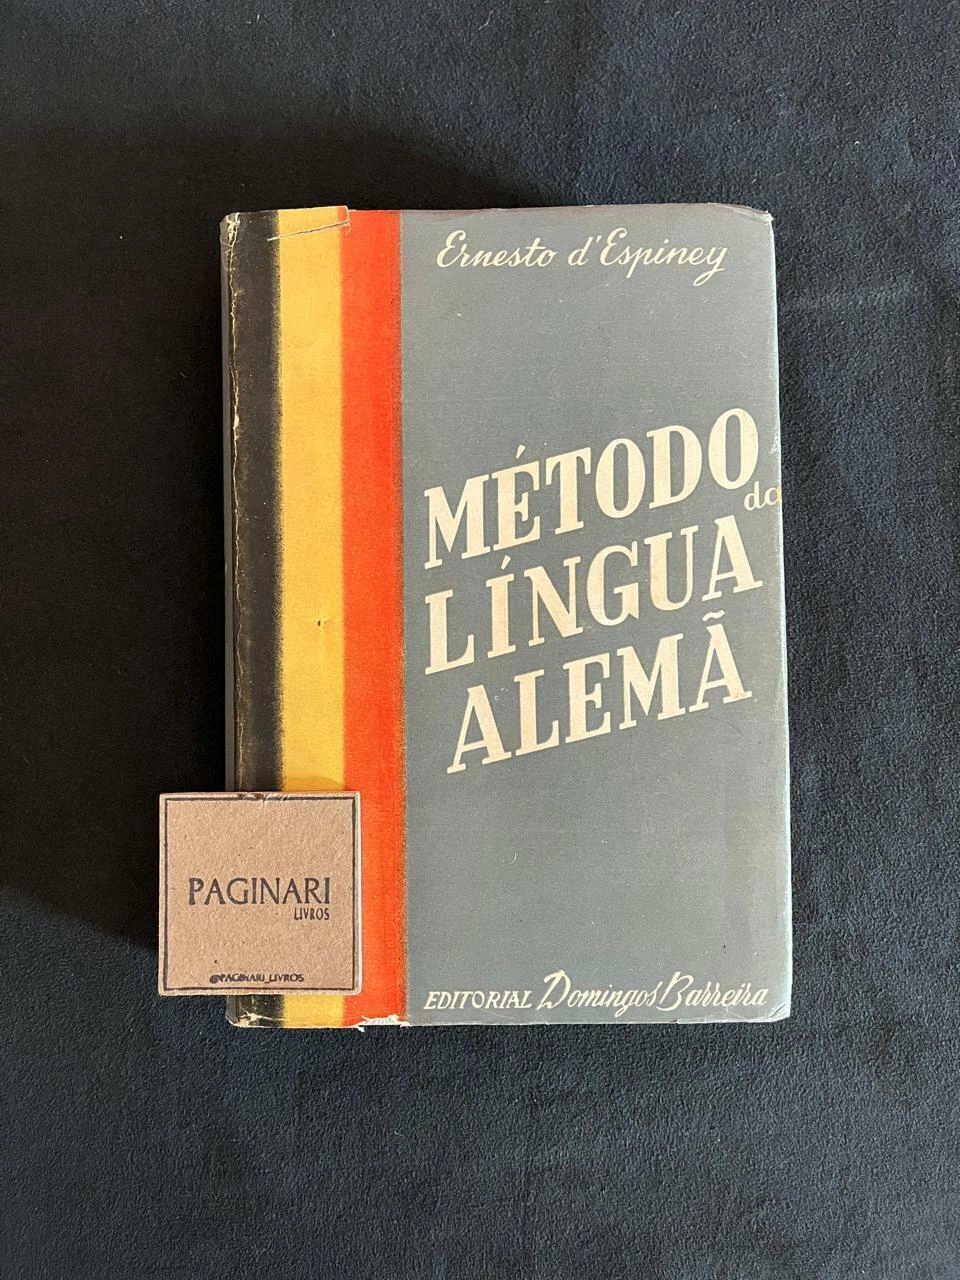 Ernesto d'Espiney
MÉTODO
da
LÍNGUA
ALEMÃ
EDITORIAL Domingos Barreira
PAGINARI
LIVROS
@PAGINARI_LIVROS